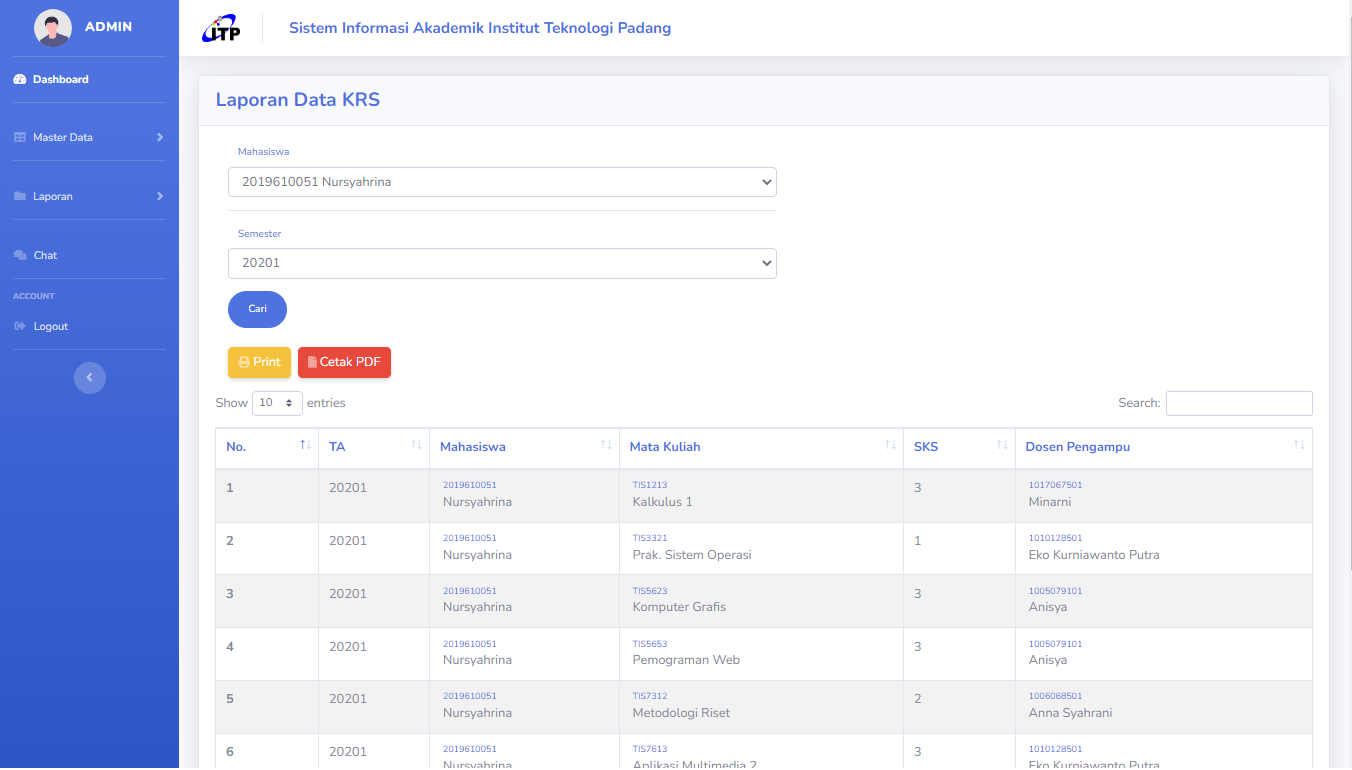 ADMIN
Dashboard
Master Data
Laporan
Chat
ACCOUNT
Logout
ITP
Sistem Informasi Akademik Institut Teknologi Padang
Laporan Data KRS
Mahasiswa
2019610051 Nursyahrina
Semester
20201
Cari
Print Cetak PDF
Show 10 entries Search:
No. TA Mahasiswa Mata Kuliah SKS Dosen Pengampu
2019610051 TIS1213 1017067501
1 20201 Nursyahrina Kalkulus 1 3 Minarni
2019610051 TIS3321 1010128501
2 20201 Nursyahrina Prak. Sistem Operasi 1 Eko Kurniawanto Putra
2019610051 TIS5623 1005079101
3 20201 Nursyahrina Komputer Grafis 3 Anisya
2019610051 TIS5653 1005079101
4 20201 Nursyahrina Pemograman Web 3 Anisya
2019610051 TIS7312 1006068501
5 20201 Nursyahrina Metodologi Riset 2 Anna Syahrani
2019610051 TIS7613 1010128501
6 20201 Nursyahrina Aplikasi Multimedia 2 3 Eko Kurniawanto Putra